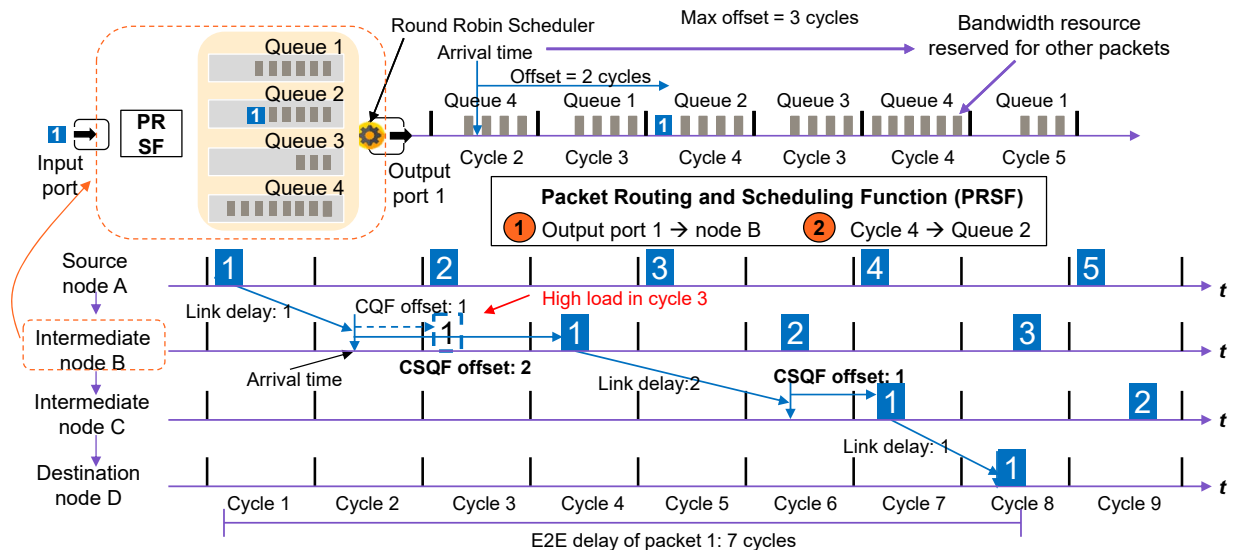 Queue 1
Queue 2
1
Queue 3
Queue 4
1
Input
port
PR
SF
Output
port 1
Round Robin Scheduler
Arrival time
Max offset = 3 cycles
Bandwidth resource
reserved for other packets
Offset = 2 cycles
Queue 4
Queue 1
Queue 2
Queue 3
Queue 4
Queue 1
1
Cycle 2
Cycle 3
Cycle 4
Cycle 3
Cycle 4
Cycle 5
Packet Routing and Scheduling Function (PRSF)
1 Output port 1 → node B
2 Cycle 4 → Queue 2
Source
node A
1
2
3
4
5
t
Link delay: 1
CQF offset: 1
High load in cycle 3
Intermediate
node B
1
1
2
3
t
Arrival time
CSQF offset: 2
Link delay:2
CSQF offset: 1
Intermediate
node C
1
2
t
Link delay: 1
Destination
node D
1
t
Cycle 1
Cycle 2
Cycle 3
Cycle 4
Cycle 5
Cycle 6
Cycle 7
Cycle 8
Cycle 9
E2E delay of packet 1: 7 cycles